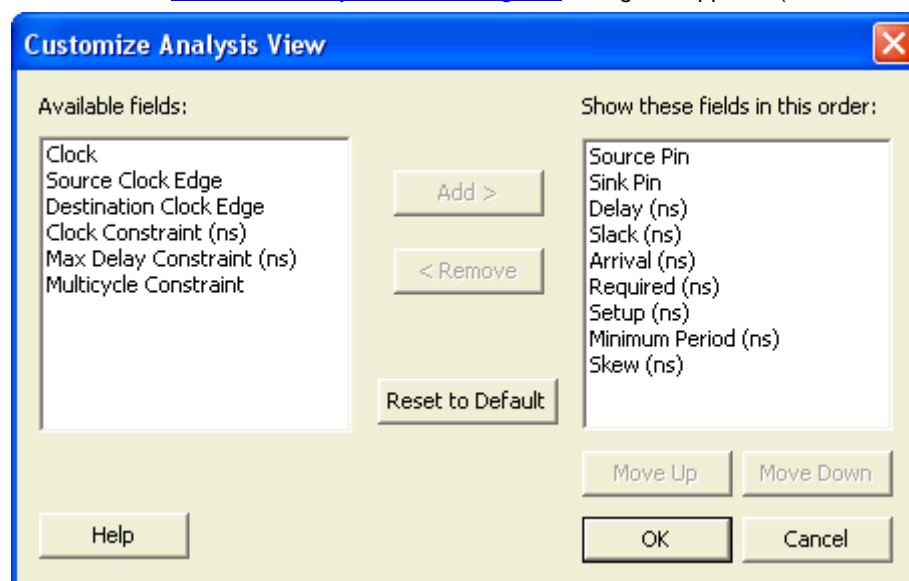 Customize Analysis View
Available fields:
Clock
Source Clock Edge
Destination Clock Edge
Clock Constraint (ns)
Max Delay Constraint (ns)
Multicycle Constraint
Add >
< Remove
Reset to Default
Show these fields in this order:
Source Pin
Sink Pin
Delay (ns)
Slack (ns)
Arrival (ns)
Required (ns)
Setup (ns)
Minimum Period (ns)
Skew (ns)
Move Up
Move Down
Help
OK
Cancel